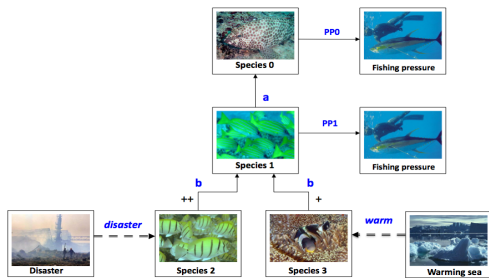 PP0
Species 0
Fishing pressure
a
PP1
Species 1
Fishing pressure
b
b
++
+
disaster
warm
Disaster
Species 2
Species 3
Warming sea